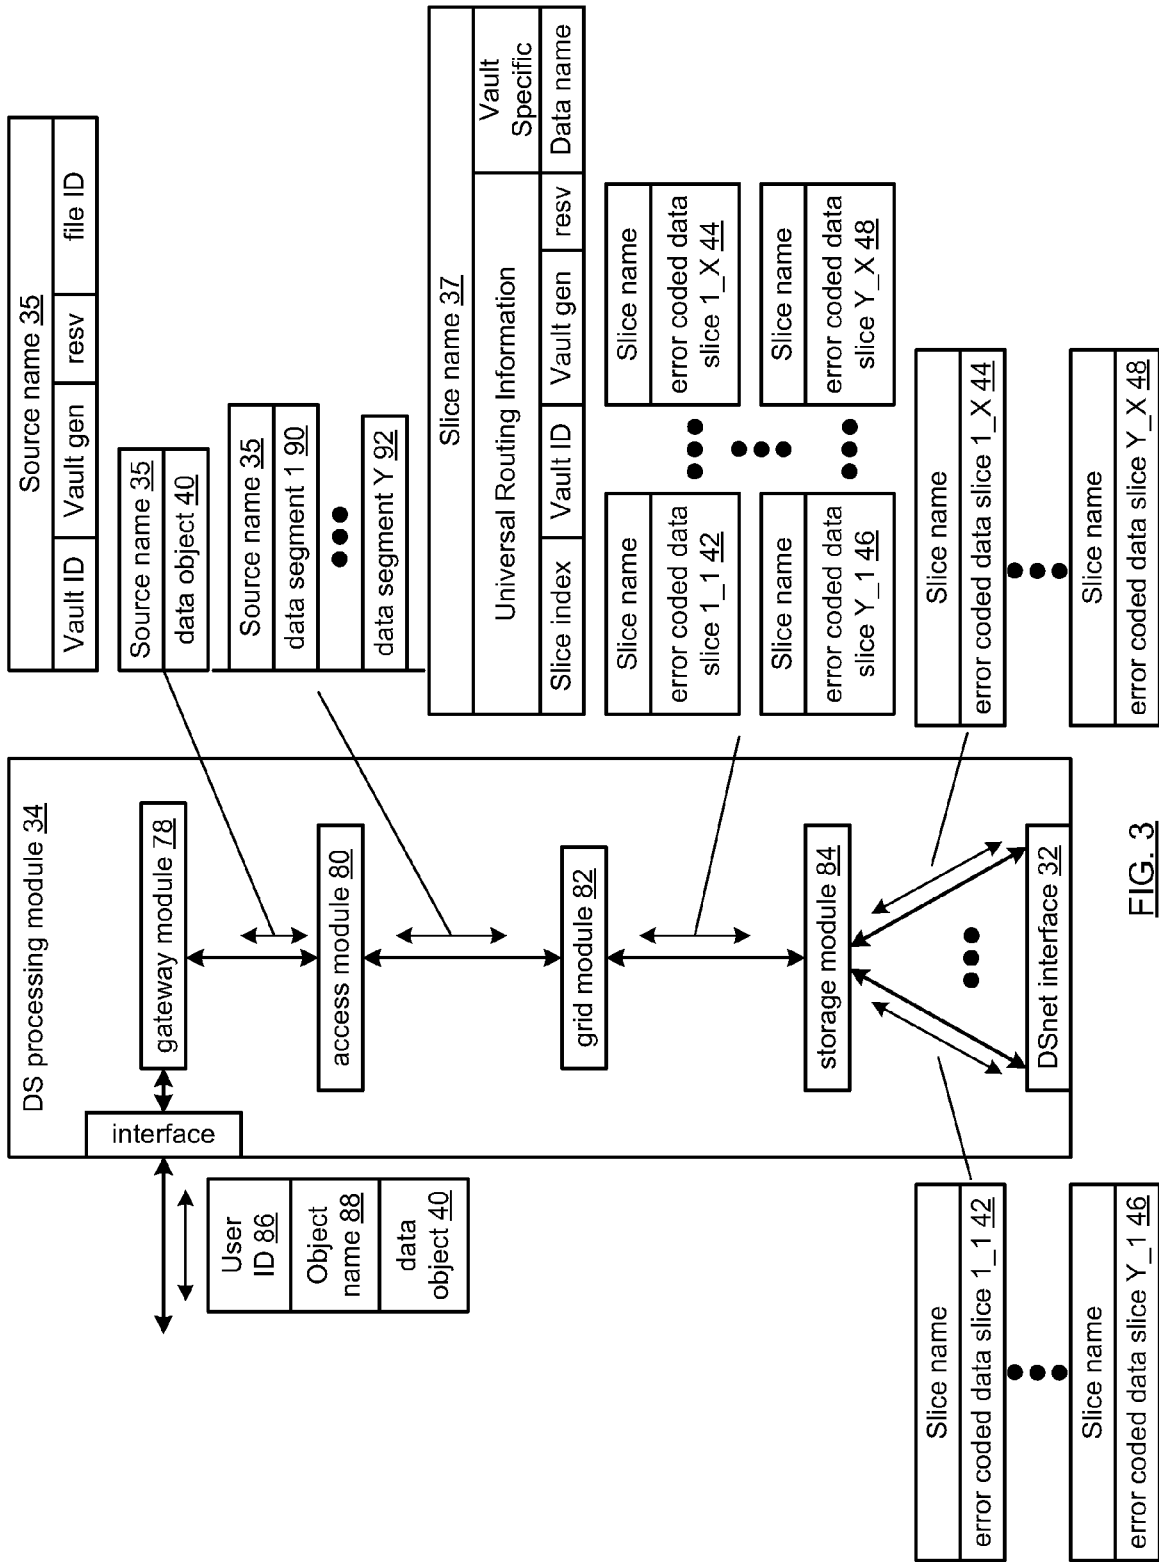 DS processing module 34
interface
gateway module 78
access module 80
grid module 82
storage module 84
DSnet interface 32
User
ID 86
Object
name 88
data
object 40
Source name 35
Vault ID
Vault gen
resv
file ID
Source name 35
data object 40
Source name 35
data segment 1 90
data segment Y 92
Slice name 37
Universal Routing Information
Vault
Specific
Slice index
Vault ID
Vault gen
resv
Data name
Slice name
error coded data
slice 1_1 42
Slice name
error coded data
slice 1_X 44
Slice name
error coded data
slice Y_1 46
Slice name
error coded data
slice Y_X 48
Slice name
error coded data slice 1_1 42
Slice name
error coded data slice Y_1 46
Slice name
error coded data slice 1_X 44
Slice name
error coded data slice Y_X 48
FIG. 3